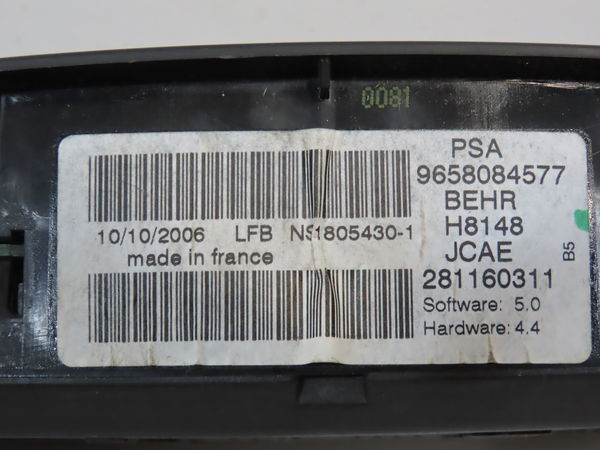 0081
PSA
9658084577
BEHR
H8148
JCAE
281160311
Software: 5.0
Hardware: 4.4
B5
10/10/2006 LFB NS1805430-1
made in france